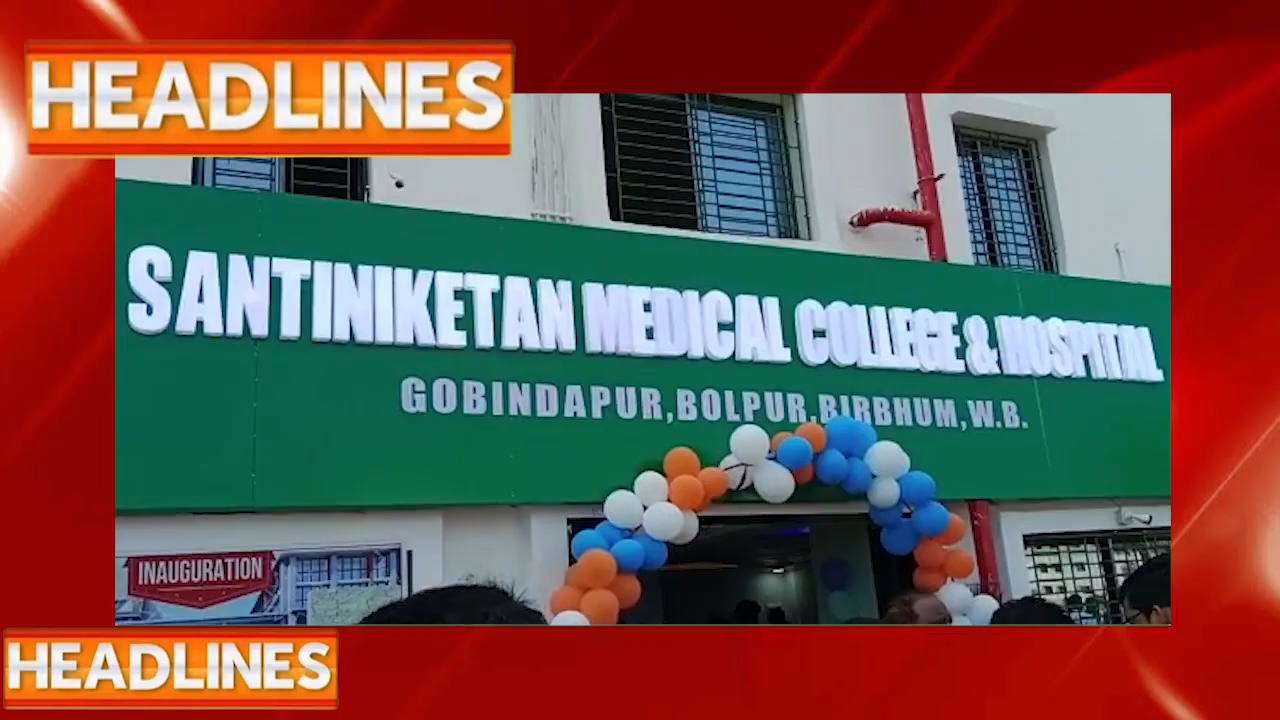 HEADLINES
SANTINIKETAN MEDICAL COLLEGE & HOSPITAL
GOBINDAPUR,BOLPUR,BIRBHUM,W.B.
INAUGURATION
HEADLINES